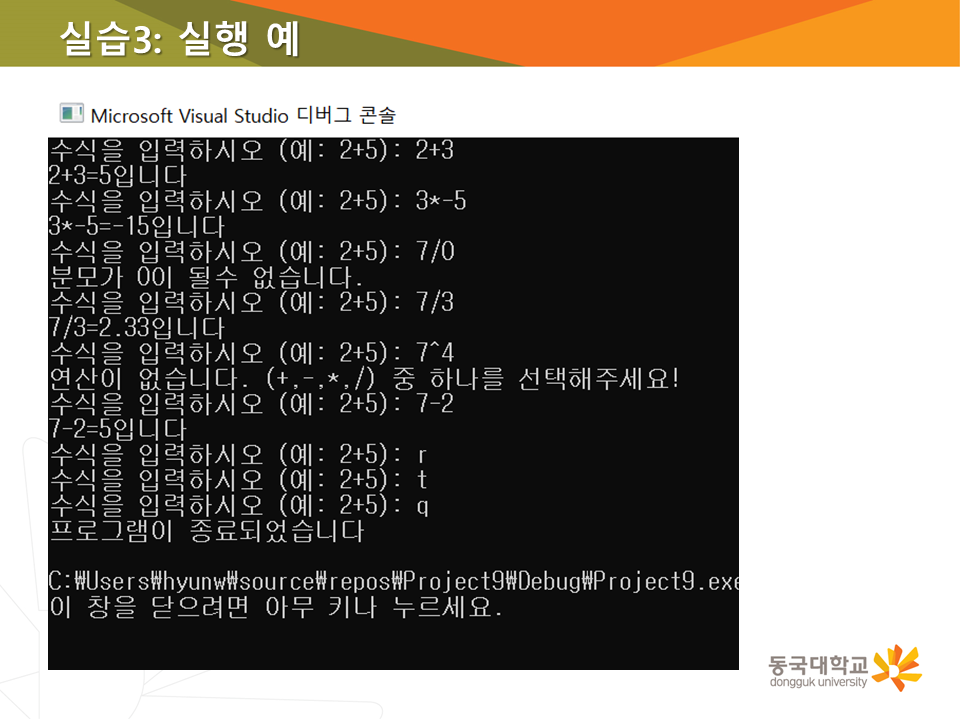 실습3: 실행 예
Microsoft Visual Studio 디버그 콘솔
수식을 입력하시오 (예: 2+5): 2+3
2+3=5입니다
수식을 입력하시오 (예: 2+5): 3*-5
3*-5=-15입니다
수식을 입력하시오 (예: 2+5): 7/0
분모가 0이 될수 없습니다.
수식을 입력하시오 (예: 2+5): 7/3
7/3=2.33입니다
수식을 입력하시오 (예: 2+5): 7^4
연산이 없습니다. (+,-,*,/) 중 하나를 선택해주세요!
수식을 입력하시오 (예: 2+5): 7-2
7-2=5입니다
수식을 입력하시오 (예: 2+5): r
수식을 입력하시오 (예: 2+5): t
수식을 입력하시오 (예: 2+5): q
프로그램이 종료되었습니다
C:₩Users₩hyunw₩source₩repos₩Project9₩Debug₩Project9.exe
이 창을 닫으려면 아무 키나 누르세요.
동국대학교
dongguk university